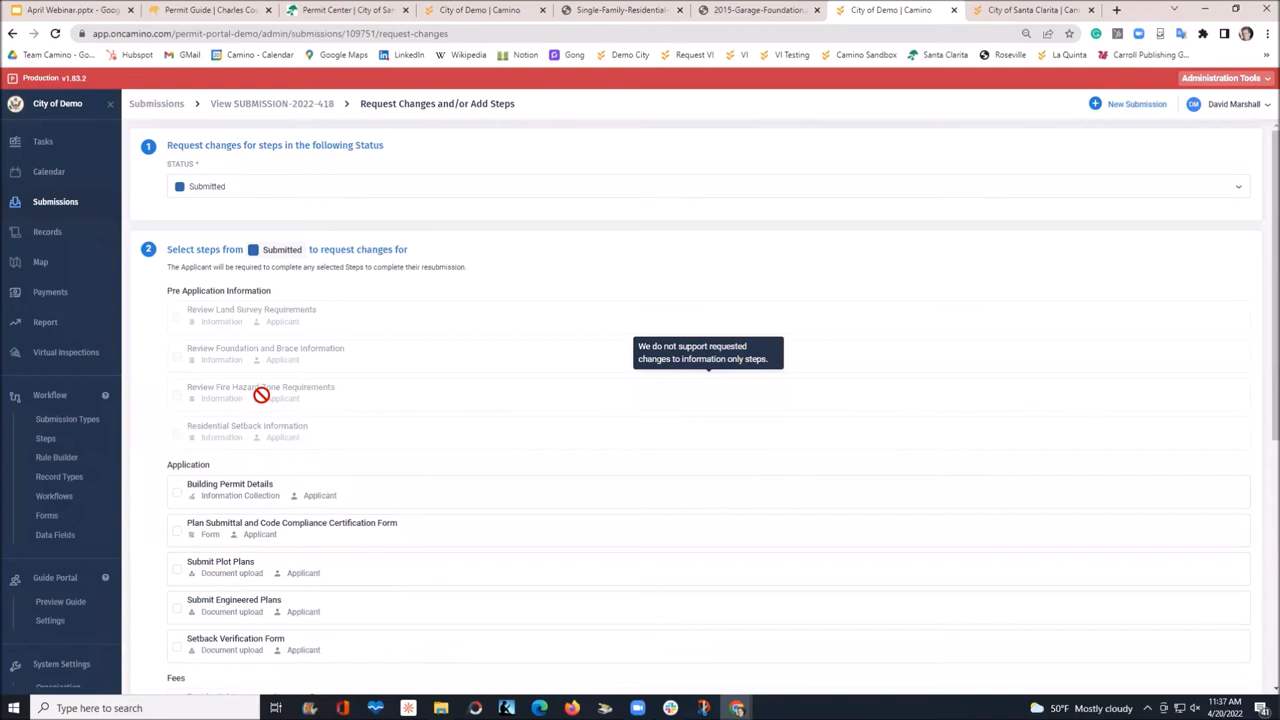 April Webinar.pptx - Goog
Permit Guide | Charles Cou
Permit Center | City of San
City of Demo | Camino
Single-Family-Residential-
2015-Garage-Foundation
City of Demo | Camino
City of Santa Clarita | Cam
app.oncamino.com/permit-portal-demo/admin/submissions/109751/request-changes
Team Camino
Hubspot
GMail
Camino - Calendar
Google Maps
LinkedIn
Wikipedia
Notion
Gong
Demo City
Request VI
VI
VI Testing
Camino Sandbox
Santa Clarita
Roseville
La Quinta
Carroll Publishing G...
Production v1.83.2
Administration Tools
City of Demo
Submissions
View SUBMISSION-2022-418
Request Changes and/or Add Steps
New Submission
DM
David Marshall
Tasks
Calendar
Submissions
Records
Map
Payments
Report
Virtual Inspections
Workflow
Submission Types
Steps
Rule Builder
Record Types
Workflows
Forms
Data Fields
Guide Portal
Preview Guide
Settings
System Settings
Organization
1 Request changes for steps in the following Status
STATUS *
Submitted
2 Select steps from Submitted to request changes for
The Applicant will be required to complete any selected Steps to complete their resubmission.
Pre Application Information
Review Land Survey Requirements
Information Applicant
Review Foundation and Brace Information
Information Applicant
We do not support requested
changes to information only steps.
Review Fire Hazard Zone Requirements
Information Applicant
Residential Setback Information
Information Applicant
Application
Building Permit Details
Information Collection Applicant
Plan Submittal and Code Compliance Certification Form
Form Applicant
Submit Plot Plans
Document upload Applicant
Submit Engineered Plans
Document upload Applicant
Setback Verification Form
Document upload Applicant
Fees
Type here to search
50°F Mostly cloudy
11:37 AM
4/20/2022